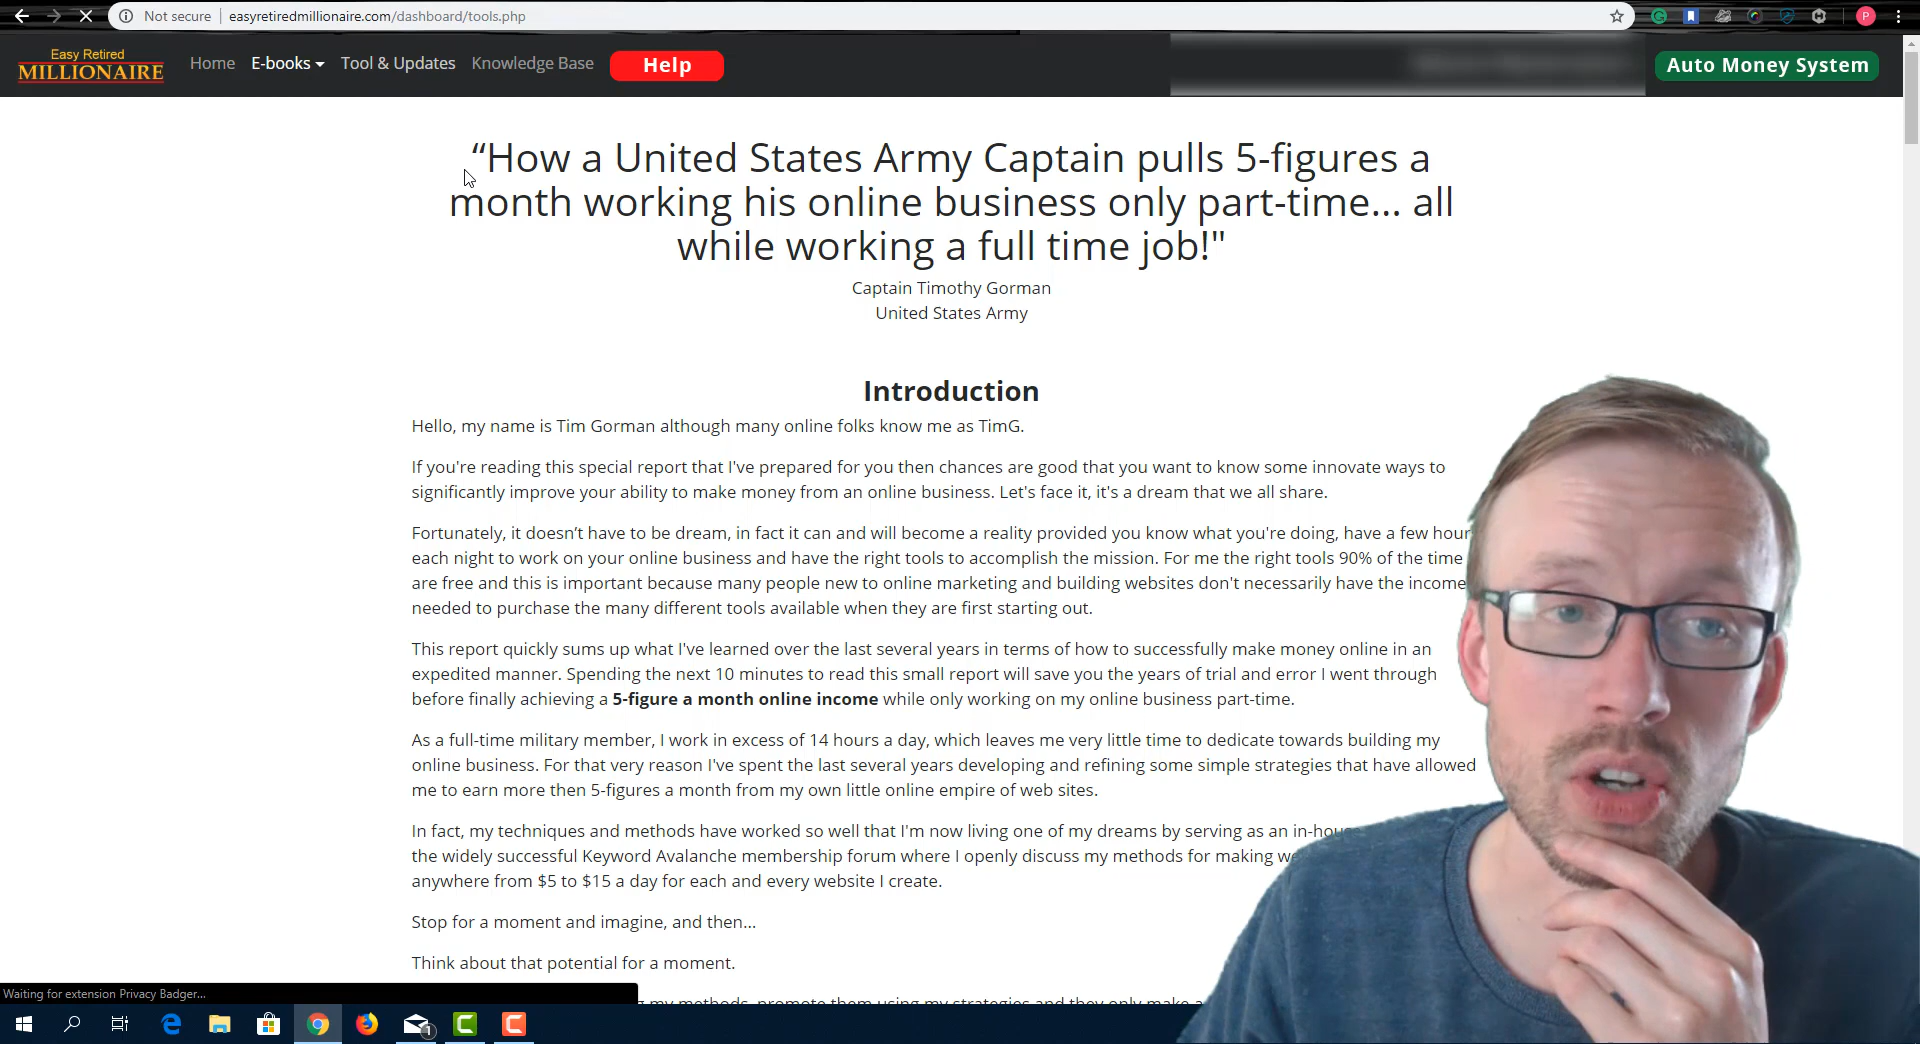 Not secure easyretiredmillionaire.com/dashboard/tools.php
Easy Retired
MILLIONAIRE
Home E-books Tool & Updates Knowledge Base Help Auto Money System
“How a United States Army Captain pulls 5-figures a
month working his online business only part-time... all
while working a full time job!"
Captain Timothy Gorman
United States Army
Introduction
Hello, my name is Tim Gorman although many online folks know me as TimG.
If you're reading this special report that I've prepared for you then chances are good that you want to know some innovate ways to
significantly improve your ability to make money from an online business. Let's face it, it's a dream that we all share.
Fortunately, it doesn’t have to be dream, in fact it can and will become a reality provided you know what you're doing, have a few hour
each night to work on your online business and have the right tools to accomplish the mission. For me the right tools 90% of the time
are free and this is important because many people new to online marketing and building websites don't necessarily have the income
needed to purchase the many different tools available when they are first starting out.
This report quickly sums up what I've learned over the last several years in terms of how to successfully make money online in an
expedited manner. Spending the next 10 minutes to read this small report will save you the years of trial and error I went through
before finally achieving a 5-figure a month online income while only working on my online business part-time.
As a full-time military member, I work in excess of 14 hours a day, which leaves me very little time to dedicate towards building my
online business. For that very reason I've spent the last several years developing and refining some simple strategies that have allowed
me to earn more then 5-figures a month from my own little online empire of web sites.
In fact, my techniques and methods have worked so well that I'm now living one of my dreams by serving as an in-hou
the widely successful Keyword Avalanche membership forum where I openly discuss my methods for making we
anywhere from $5 to $15 a day for each and every website I create.
Stop for a moment and imagine, and then...
Think about that potential for a moment.
my methods, promote them using my strategies and they only make a
Waiting for extension Privacy Badger...